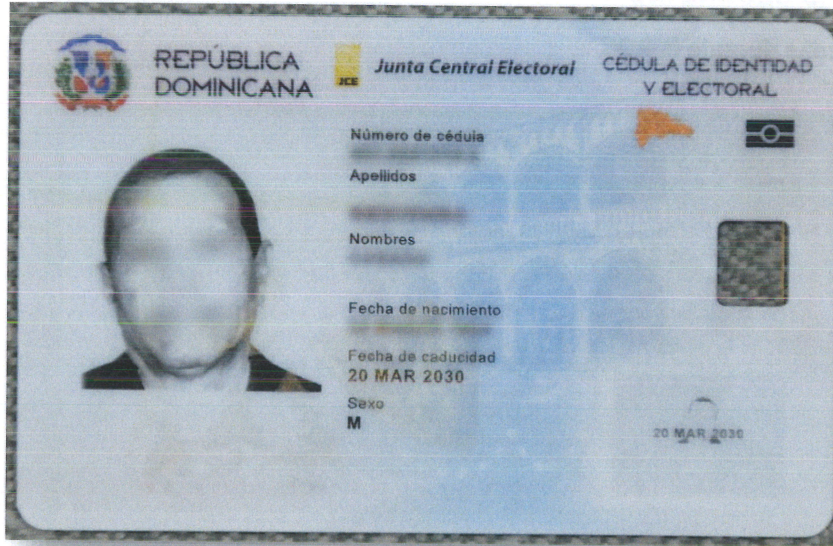 REPÚBLICA
DOMINICANA
JCE
Junta Central Electoral
CÉDULA DE IDENTIDAD
Y ELECTORAL
Número de cédula
Apellidos
Nombres
Fecha de nacimiento
Fecha de caducidad
20 MAR 2030
Sexo
M
20 MAR 2030